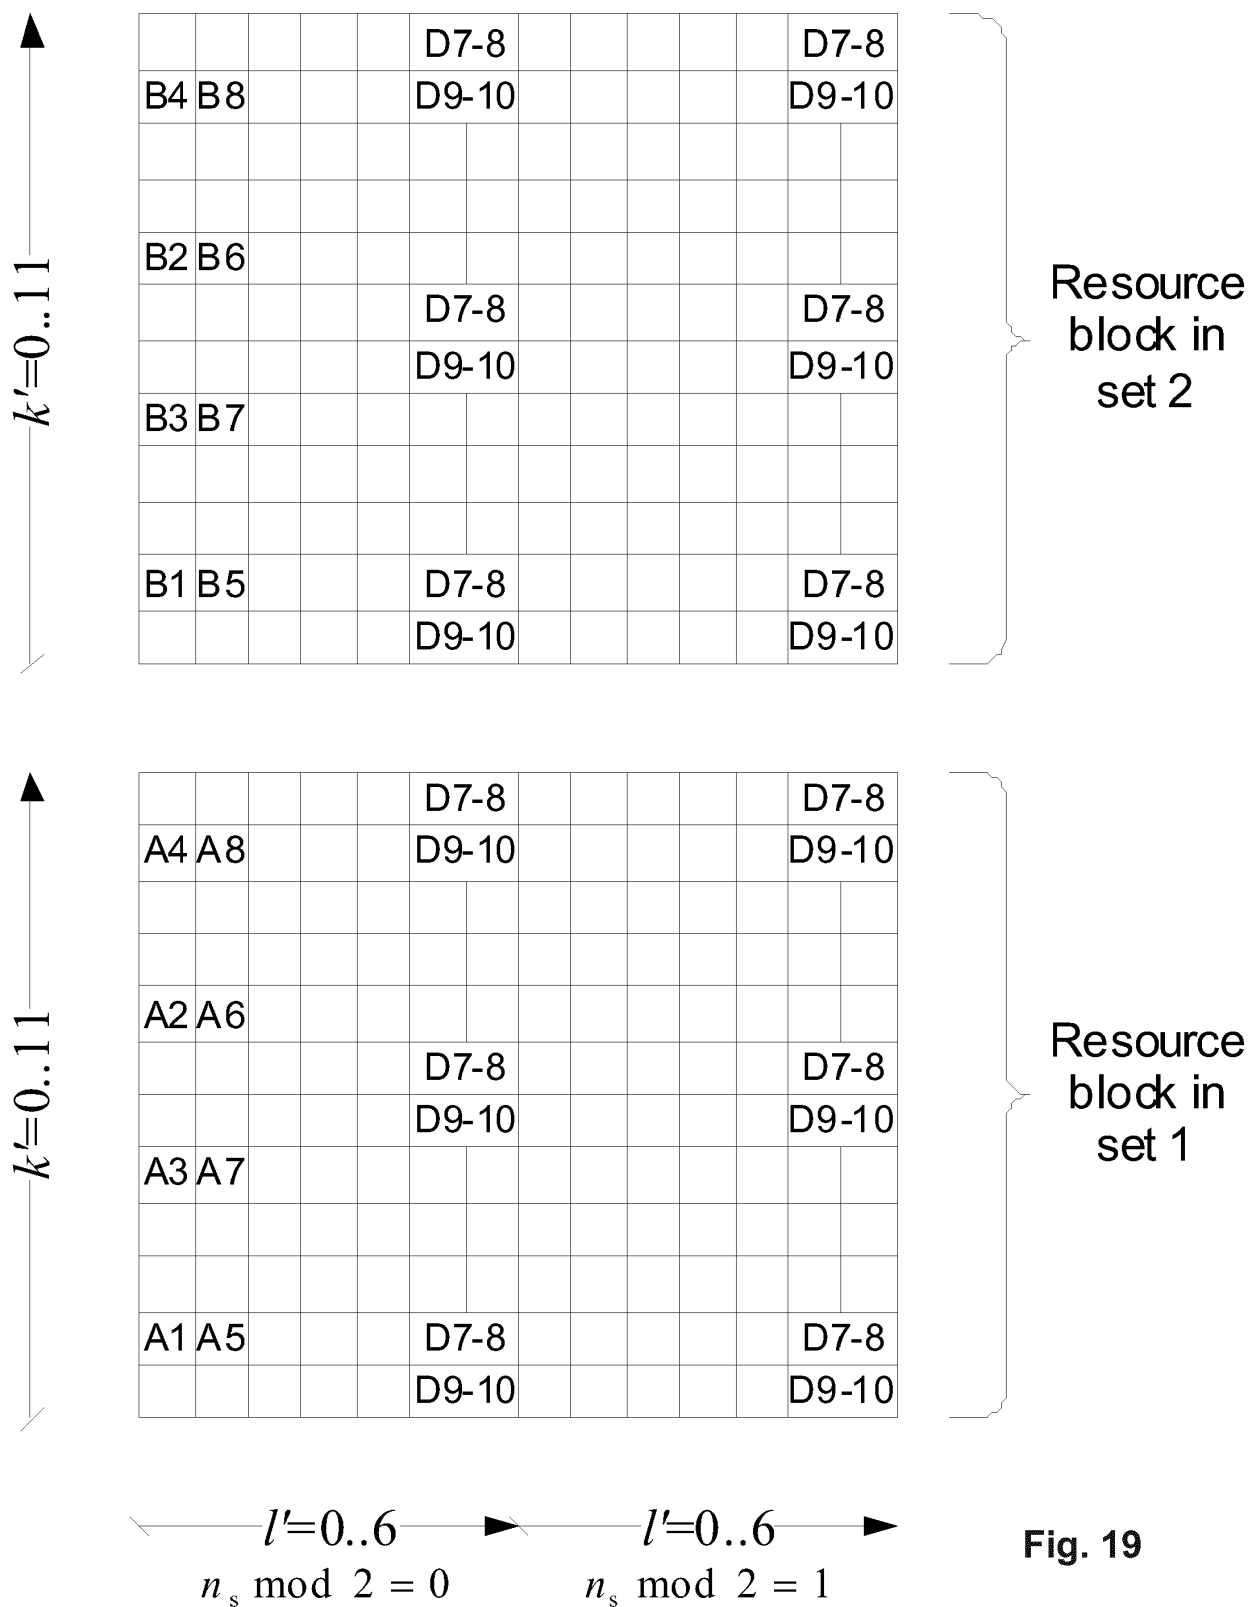 D7-8 D7-8
B4 B8 D9-10 D9-10
B2 B6
D7-8 D7-8
D9-10 D9-10
B3 B7
B1 B5 D7-8 D7-8
D9-10 D9-10
k'=0..11
Resource
block in
set 2
D7-8 D7-8
A4 A8 D9-10 D9-10
A2 A6
D7-8 D7-8
D9-10 D9-10
A3 A7
A1 A5 D7-8 D7-8
D9-10 D9-10
k'=0..11
Resource
block in
set 1
l'=0..6 l'=0..6
n_s mod 2 = 0 n_s mod 2 = 1
Fig. 19